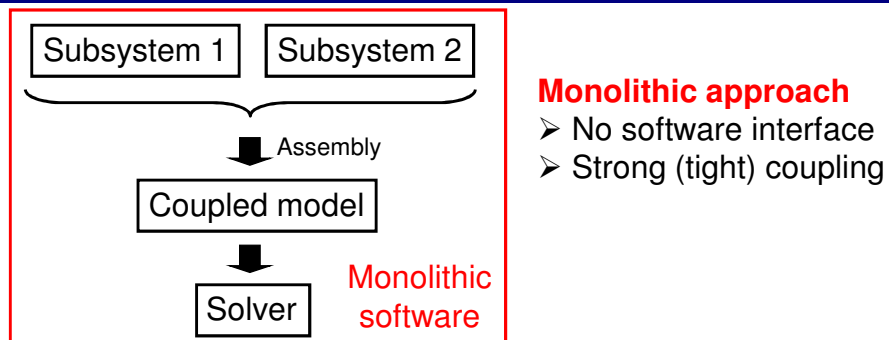 Subsystem 1 Subsystem 2
Assembly
Coupled model
Solver
Monolithic
software
Monolithic approach
➢ No software interface
➢ Strong (tight) coupling